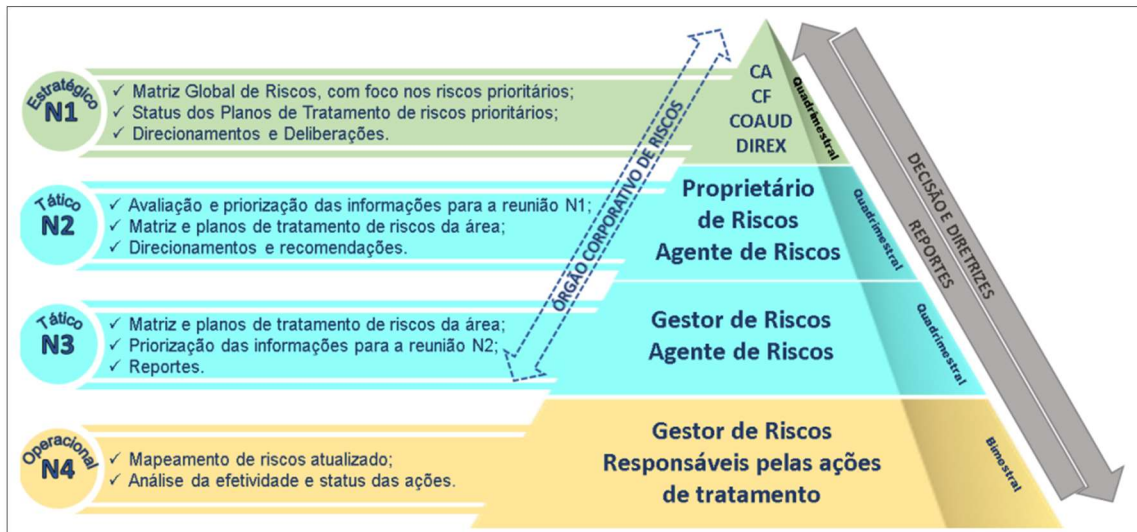 Estratégico
N1
✓ Matriz Global de Riscos, com foco nos riscos prioritários;
✓ Status dos Planos de Tratamento de riscos prioritários;
✓ Direcionamentos e Deliberações.
CA
CF
COAUD
DIREX
Quadrimestral
Tático
N2
✓ Avaliação e priorização das informações para a reunião N1;
✓ Matriz e planos de tratamento de riscos da área;
✓ Direcionamentos e recomendações.
Proprietário
de Riscos
Agente de Riscos
Quadrimestral
Tático
N3
✓ Matriz e planos de tratamento de riscos da área;
✓ Priorização das informações para a reunião N2;
✓ Reportes.
Gestor de Riscos
Agente de Riscos
Quadrimestral
Operacional
N4
✓ Mapeamento de riscos atualizado;
✓ Análise da efetividade e status das ações.
Gestor de Riscos
Responsáveis pelas ações
de tratamento
Bimestral
ÓRGÃO CORPORATIVO DE RISCOS
DECISÃO E DIRETRIZES
REPORTES